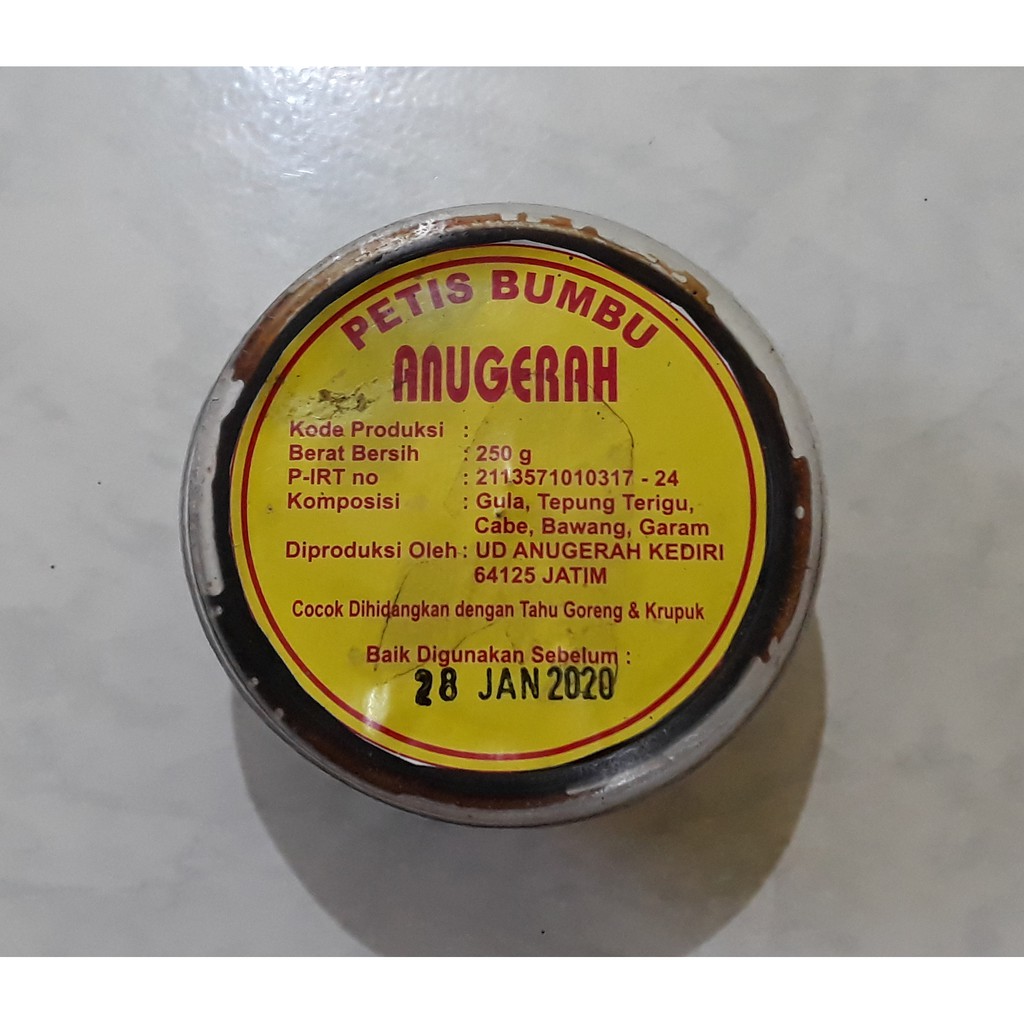 PETIS BUMBU
ANUGERAH
Kode Produksi :
Berat Bersih : 250 g
P-IRT no : 2113571010317 - 24
Komposisi : Gula, Tepung Terigu,
Cabe, Bawang, Garam
Diproduksi Oleh : UD ANUGERAH KEDIRI
64125 JATIM
Cocok Dihidangkan dengan Tahu Goreng & Krupuk
Baik Digunakan Sebelum :
28 JAN 2020